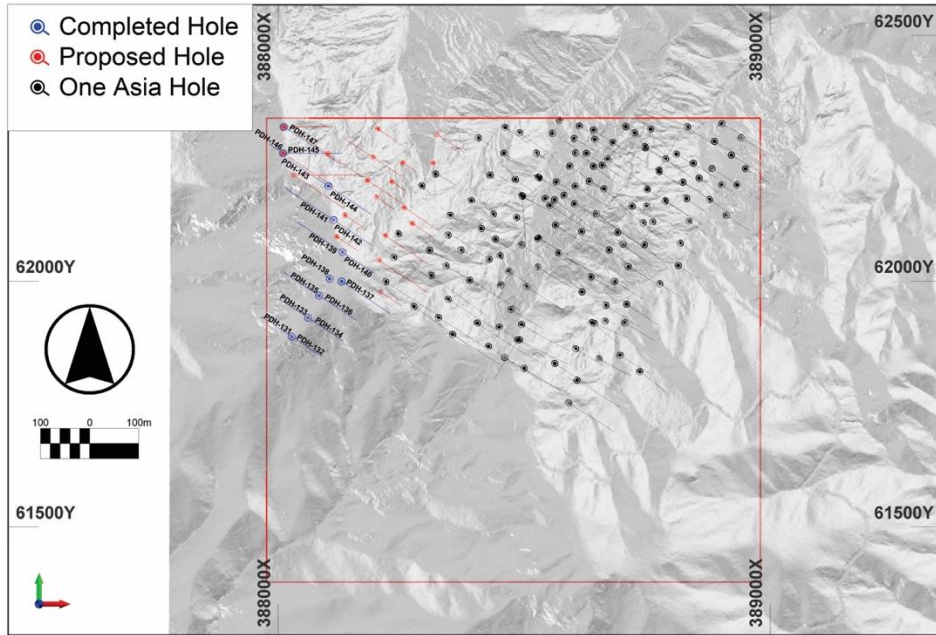 Completed Hole
Proposed Hole
One Asia Hole
388000X
389000X
62500Y
PDH-147
PDH-146
PDH-145
PDH-143
PDH-144
PDH-141
PDH-142
PDH-139
PDH-140
PDH-138
62000Y
PDH-137
PDH-135
PDH-136
PDH-133
PDH-134
PDH-131
PDH-132
100
0
100m
61500Y
388000X
389000X